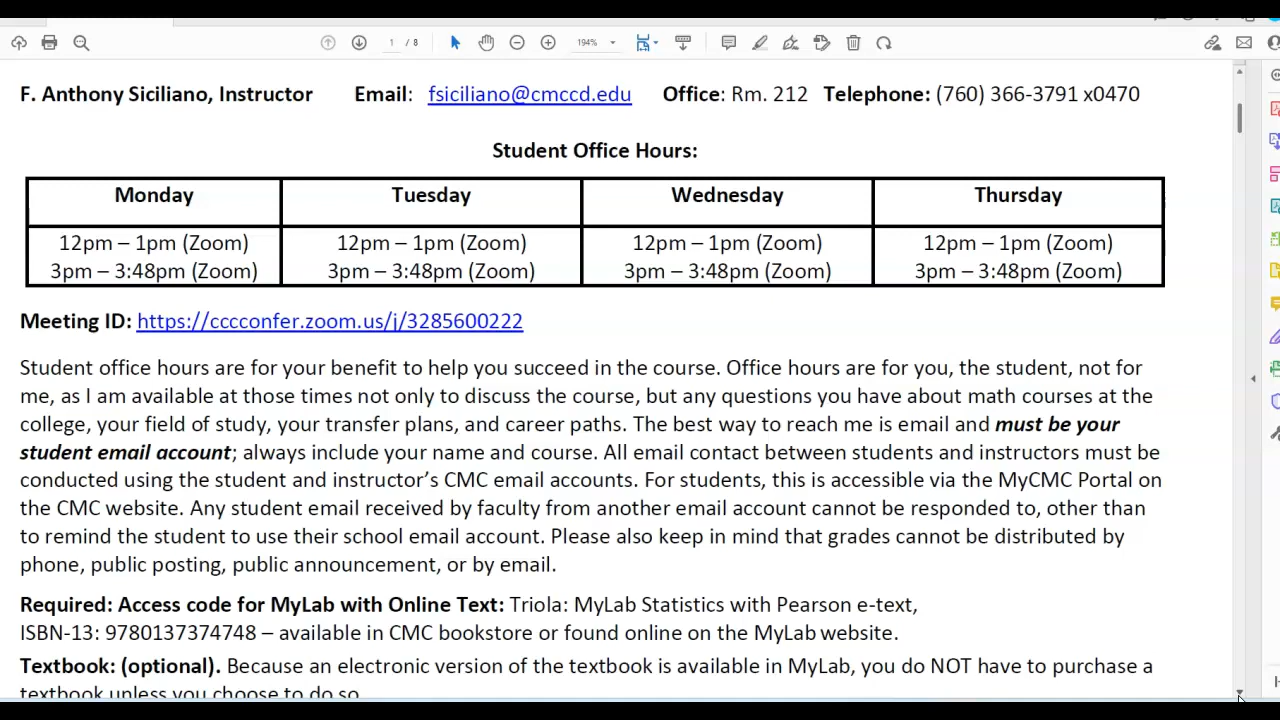 1 / 8
194%
F. Anthony Siciliano, Instructor Email: fsiciliano@cmccd.edu Office: Rm. 212 Telephone: (760) 366-3791 x0470
Student Office Hours:
Monday Tuesday Wednesday Thursday
12pm – 1pm (Zoom) 12pm – 1pm (Zoom) 12pm – 1pm (Zoom) 12pm – 1pm (Zoom)
3pm – 3:48pm (Zoom) 3pm – 3:48pm (Zoom) 3pm – 3:48pm (Zoom) 3pm – 3:48pm (Zoom)
Meeting ID: https://cccconfer.zoom.us/j/3285600222
Student office hours are for your benefit to help you succeed in the course. Office hours are for you, the student, not for
me, as I am available at those times not only to discuss the course, but any questions you have about math courses at the
college, your field of study, your transfer plans, and career paths. The best way to reach me is email and must be your
student email account; always include your name and course. All email contact between students and instructors must be
conducted using the student and instructor’s CMC email accounts. For students, this is accessible via the MyCMC Portal on
the CMC website. Any student email received by faculty from another email account cannot be responded to, other than
to remind the student to use their school email account. Please also keep in mind that grades cannot be distributed by
phone, public posting, public announcement, or by email.
Required: Access code for MyLab with Online Text: Triola: MyLab Statistics with Pearson e-text,
ISBN-13: 9780137374748 – available in CMC bookstore or found online on the MyLab website.
Textbook: (optional). Because an electronic version of the textbook is available in MyLab, you do NOT have to purchase a
textbook unless you choose to do so